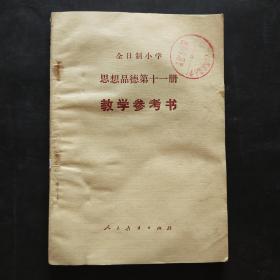 全日制小学
思想品德第十一册
教学参考书
人民教育出版社